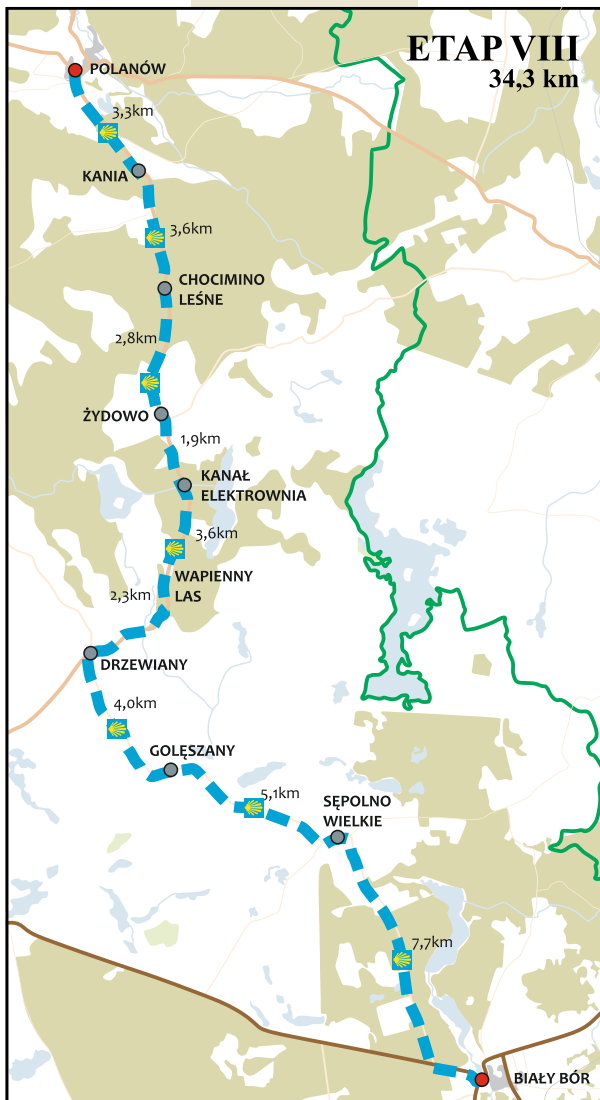 ETAP VIII
34,3 km
POLANÓW
3,3km
KANIA
3,6km
CHOCIMINO
LEŚNE
2,8km
ŻYDOWO
1,9km
KANAŁ
ELEKTROWNIA
3,6km
WAPIENNY
LAS
2,3km
DRZEWIANY
4,0km
GOLĘSZANY
5,1km
SĘPOLNO
WIELKIE
7,7km
BIAŁY BÓR